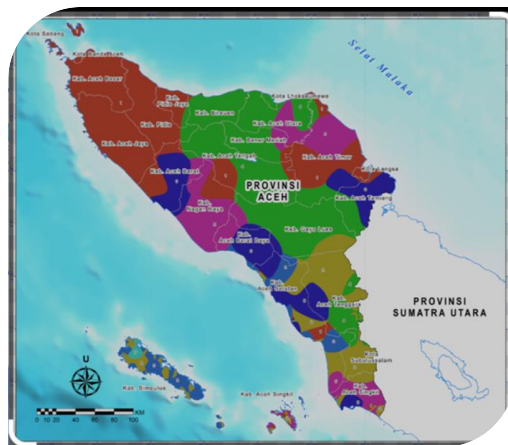 Kota Sabang
Kota Banda Aceh
Selat Malaka
Kab. Aceh Besar
Kab.
Pidie Jaya
Kota Lhokseumawe
Kab. Bireuen
Kab. Pidie
Kab. Aceh Utara
Kab. Bener Meriah
Kab. Aceh Jaya
Kab. Aceh Tengah
Kab. Aceh Timur
Kab. Aceh Barat
Kota Langsa
PROVINSI
ACEH
Kab. Aceh Tamiang
Kab.
Nagan Raya
Kab. Gayo Lues
Kab.
Aceh Barat Daya
Kab.
Aceh Selatan
Kab.
Aceh Tenggara
PROVINSI
SUMATRA UTARA
Kota
Subulussalam
U
Kab. Simeulue
Kab. Aceh Singkil
Kab.
Aceh Singkil
0 10 20 40 60 80 100 KM